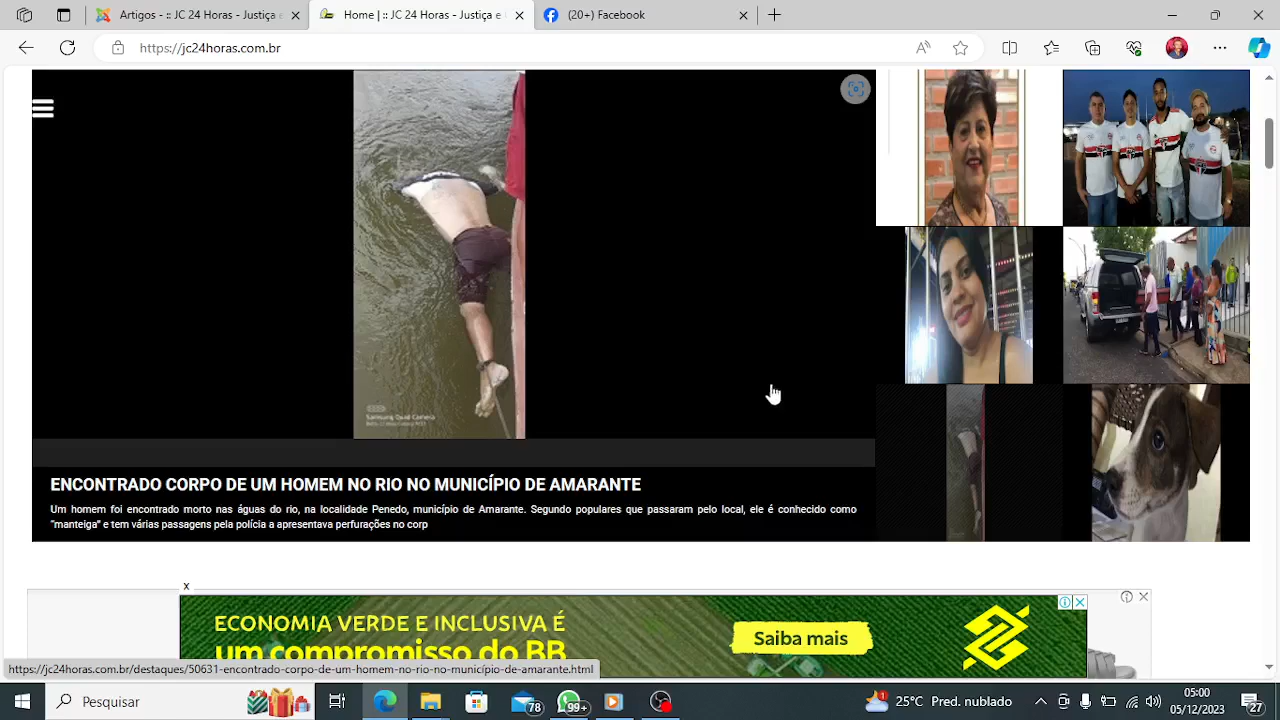 :: JC 24 Horas - Justiça e
:: JC 24 Horas - Justiça e U
(20+) Facebook
https://jc24horas.com.br
Samsung Quad Camera
ENCONTRADO CORPO DE UM HOMEM NO RIO NO MUNICÍPIO DE AMARANTE
Um homem foi encontrado morto nas águas do rio, na localidade Penedo, município de Amarante. Segundo populares que passaram pelo local, ele é conhecido como
“manteiga” e tem várias passagens pela polícia a apresentava perfurações no corp
x
ECONOMIA VERDE E INCLUSIVA É
um compromisso do BB
Saiba mais
https://jc24horas.com.br/destaques/50631-encontrado-corpo-de-um-homem-no-rio-no-município-de-amarante.html
Pesquisar
78
99+
1
25°C Pred. nublado
05:00
05/12/2023
27